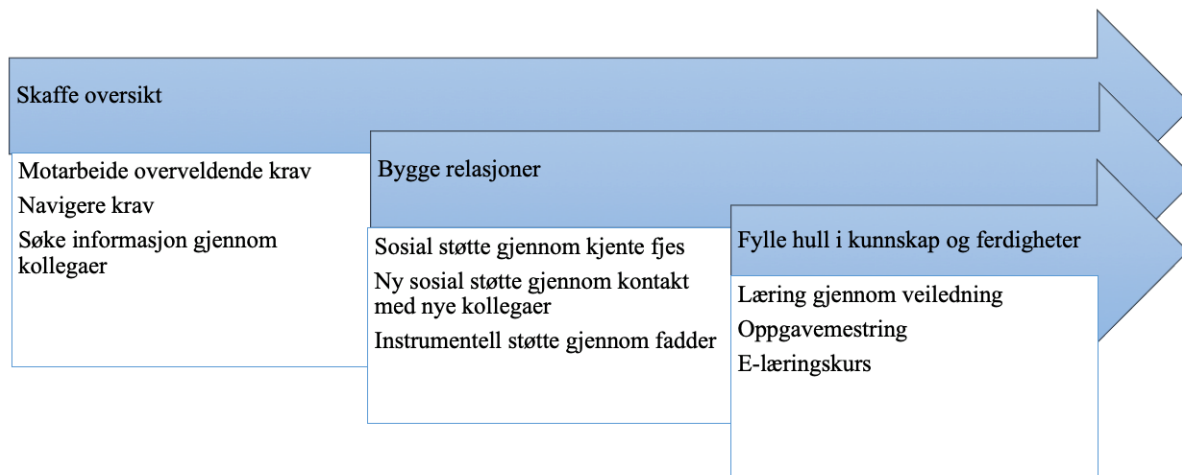 Skaffe oversikt
Motarbeide overveldende krav
Navigere krav
Søke informasjon gjennom
kollegaer
Bygge relasjoner
Sosial støtte gjennom kjente fjes
Ny sosial støtte gjennom kontakt
med nye kollegaer
Instrumentell støtte gjennom fadder
Fylle hull i kunnskap og ferdigheter
Læring gjennom veiledning
Oppgavemestring
E-læringskurs